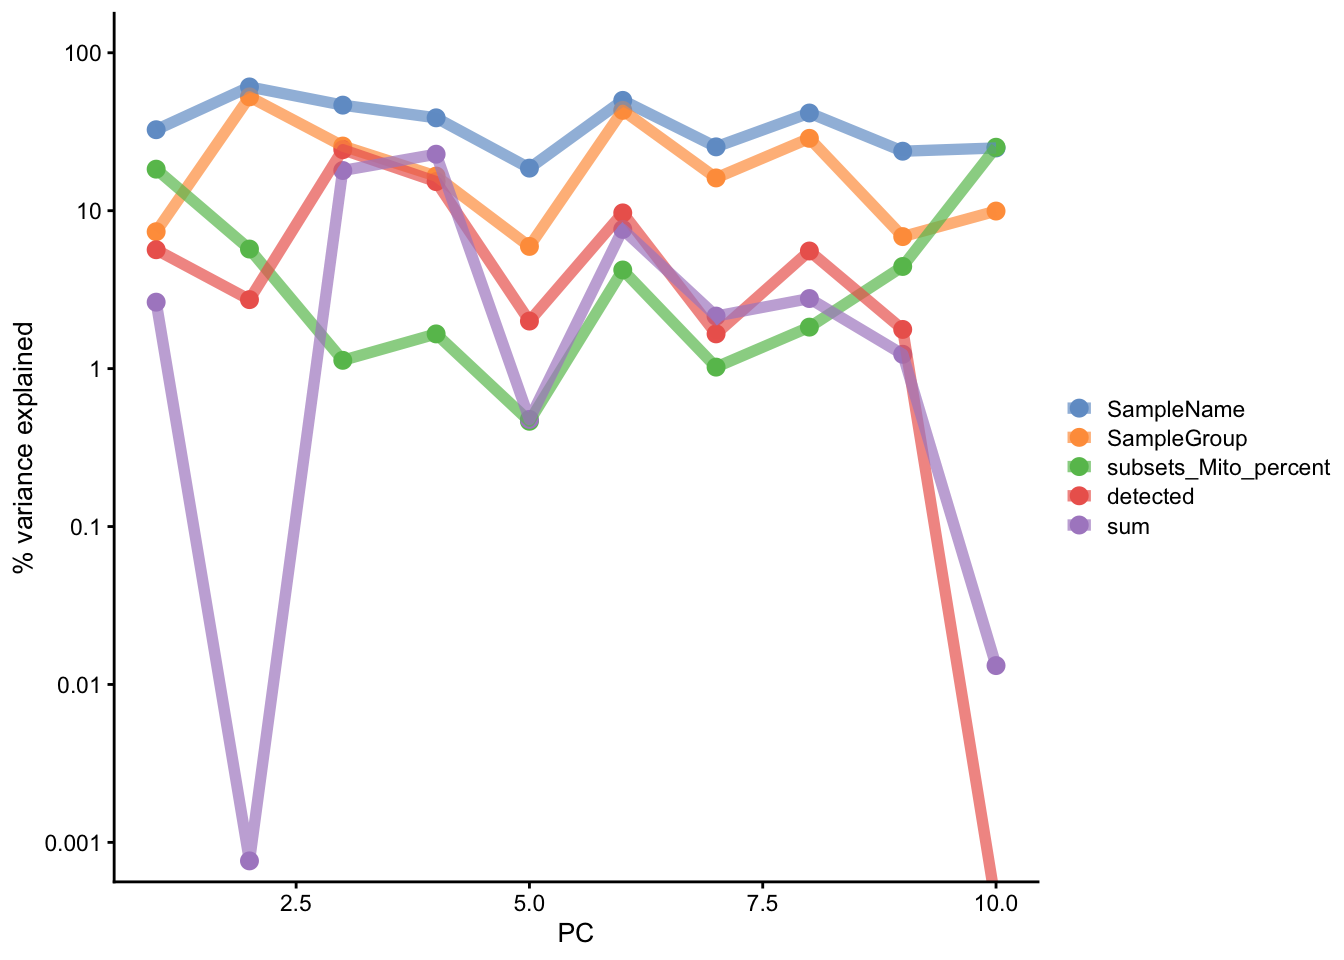 100
10
1
0.1
0.01
0.001
% variance explained
2.5
5.0
7.5
10.0
PC
SampleName
SampleGroup
subsets_Mito_percent
detected
sum